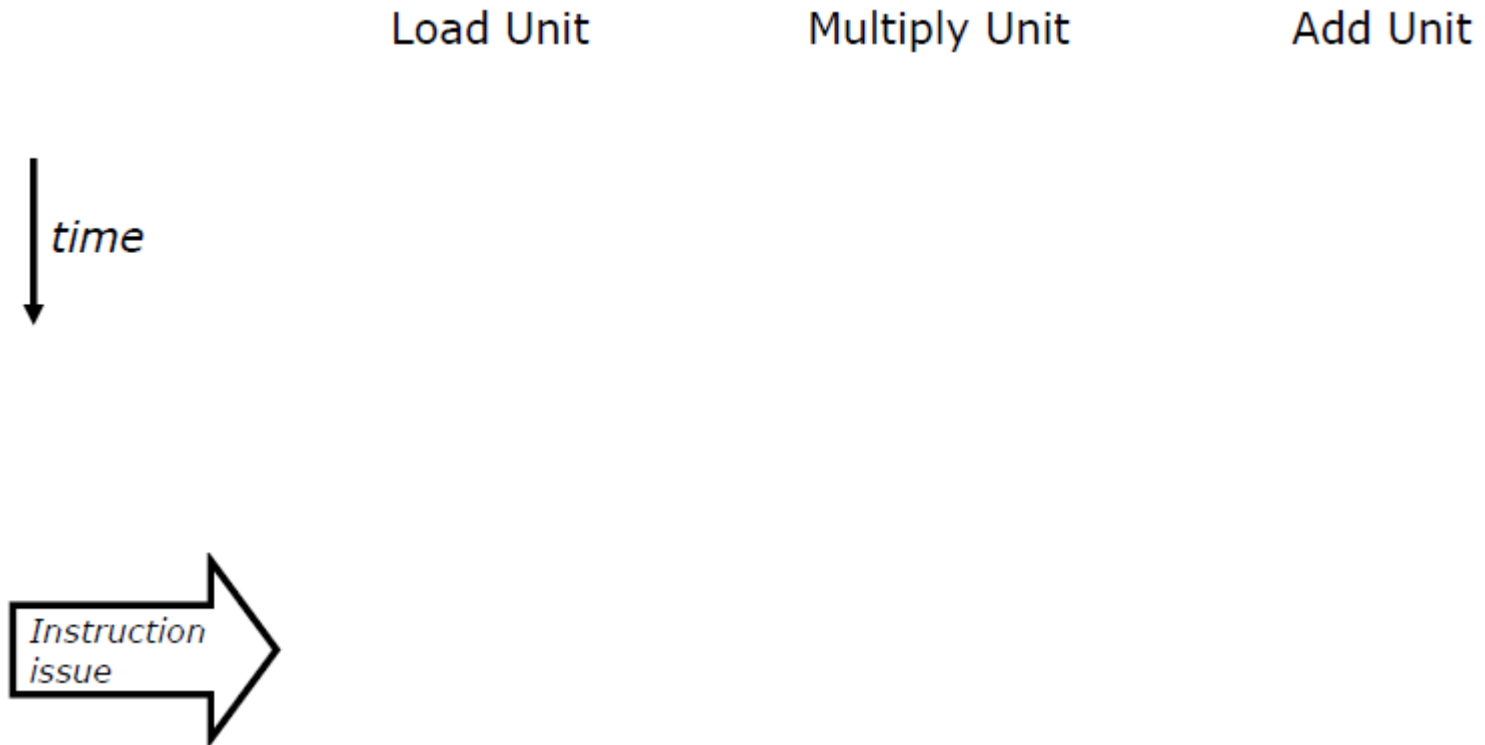 Load Unit
Multiply Unit
Add Unit
time
Instruction
issue